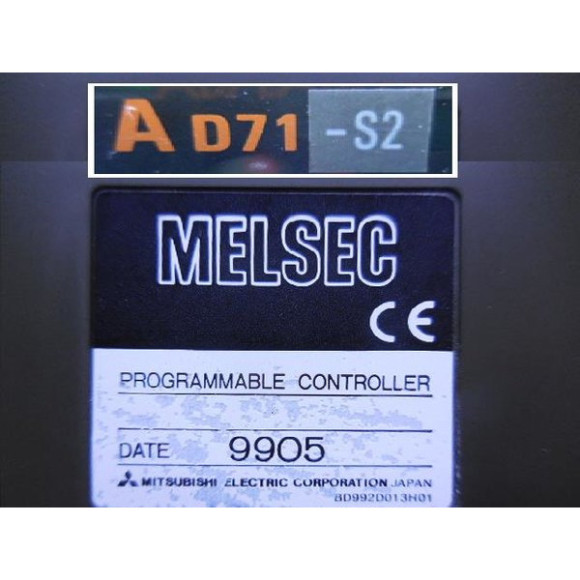 A D71 -S2
MELSEC
CE
PROGRAMMABLE CONTROLLER
DATE 9905
MITSUBISHI ELECTRIC CORPORATION JAPAN
BD992D013H01